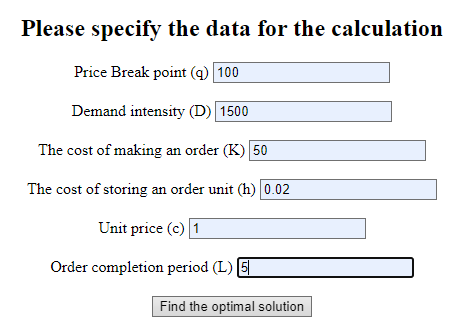 Please specify the data for the calculation
Price Break point (q) 100
Demand intensity (D) 1500
The cost of making an order (K) 50
The cost of storing an order unit (h) 0.02
Unit price (c) 1
Order completion period (L) 5
Find the optimal solution